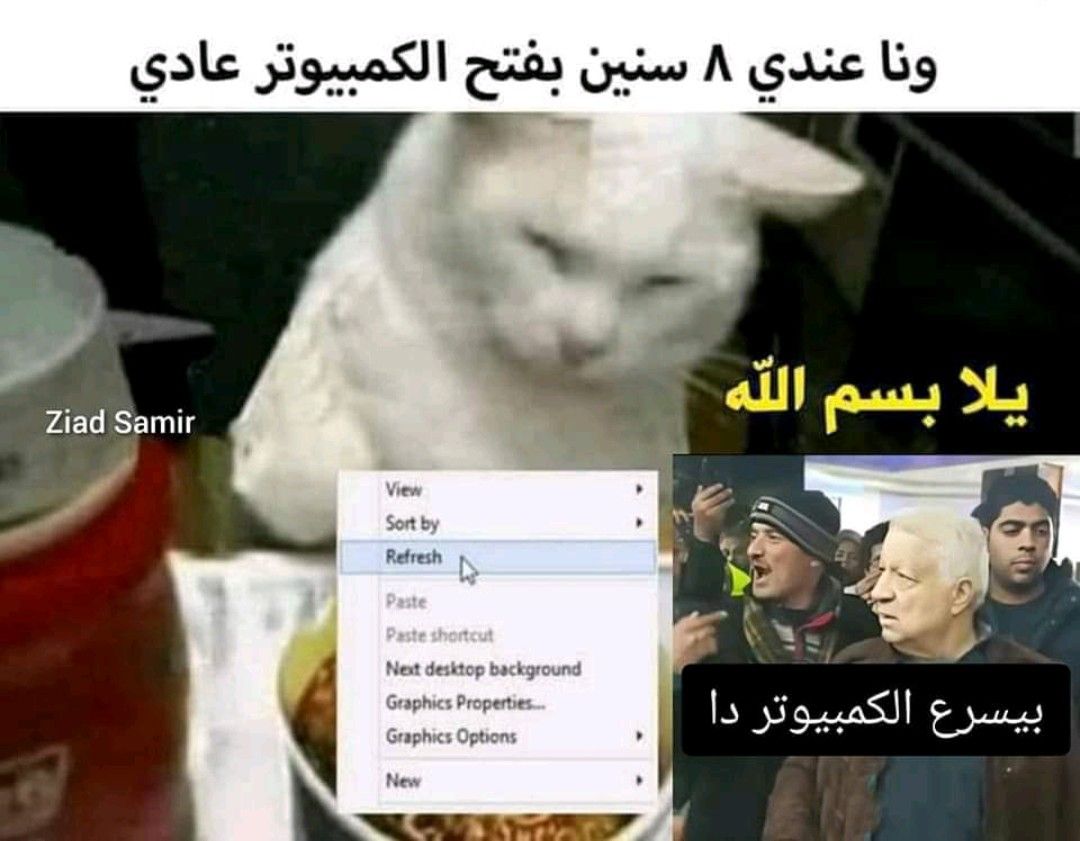 ونا عندي ٨ سنين بفتح الكمبيوتر عادي
يلا بسم الله
Ziad Samir
View
Sort by
Refresh
Paste
Paste shortcut
Next desktop background
Graphics Properties...
Graphics Options
New
بيسرع الكمبيوتر دا